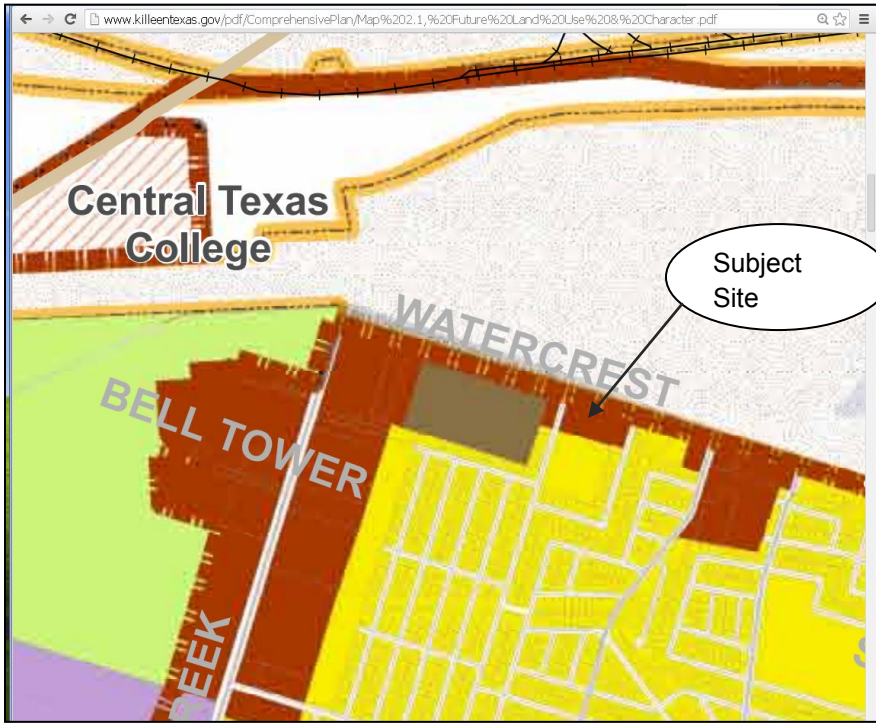 www.killeentexas.gov/pdf/ComprehensivePlan/Map%202.1,%20Future%20Land%20Use%20&%20Character.pdf
Central Texas
College
Subject
Site
WATERCREST
BELL TOWER
REEK
S